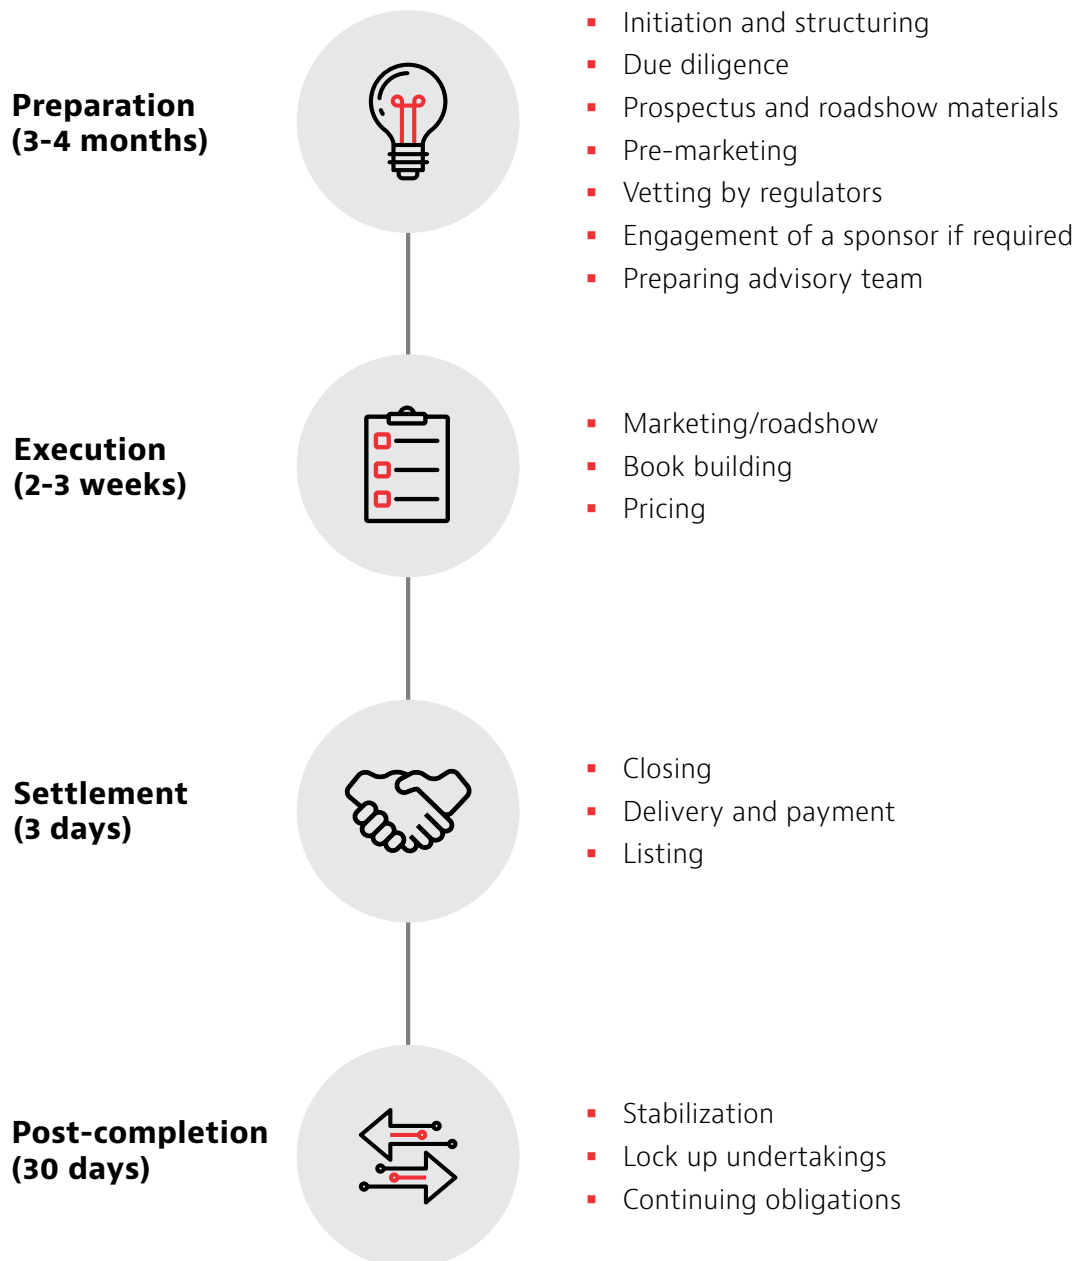 Preparation
(3-4 months)
Initiation and structuring
Due diligence
Prospectus and roadshow materials
Pre-marketing
Vetting by regulators
Engagement of a sponsor if required
Preparing advisory team
Execution
(2-3 weeks)
Marketing/roadshow
Book building
Pricing
Settlement
(3 days)
Closing
Delivery and payment
Listing
Post-completion
(30 days)
Stabilization
Lock up undertakings
Continuing obligations